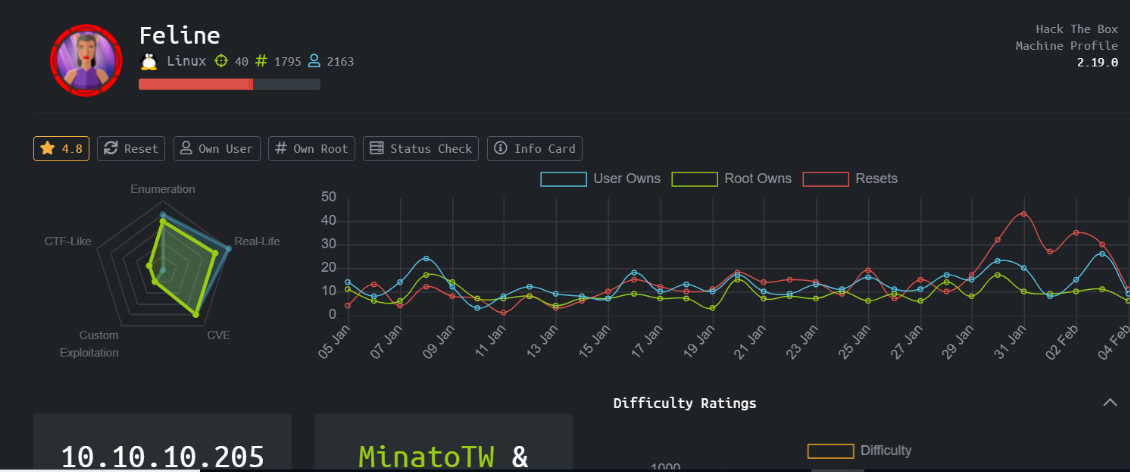 Feline
Linux 40 1795 2163
Hack The Box
Machine Profile
2.19.0
4.8
Reset
Own User
Own Root
Status Check
Info Card
Enumeration
CTF-Like
Real-Life
Custom
Exploitation
CVE
User Owns
Root Owns
Resets
50
40
30
20
10
0
05 Jan
07 Jan
09 Jan
11 Jan
13 Jan
15 Jan
17 Jan
19 Jan
21 Jan
23 Jan
25 Jan
27 Jan
29 Jan
31 Jan
02 Feb
04 Feb
Difficulty Ratings
10.10.10.205
MinatoTW &
Difficulty
1000